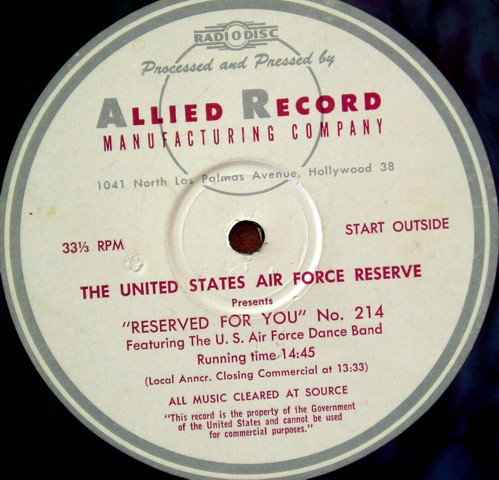 RADIODISC
Processed and Pressed by
ALLIED RECORD
MANUFACTURING COMPANY
1041 North Las Palmas Avenue, Hollywood 38
33⅓ RPM
START OUTSIDE
THE UNITED STATES AIR FORCE RESERVE
Presents
"RESERVED FOR YOU" No. 214
Featuring The U. S. Air Force Dance Band
Running time 14:45
(Local Anncr. Closing Commercial at 13:33)
ALL MUSIC CLEARED AT SOURCE
"This record is the property of the Government
of the United States and cannot be used
for commercial purposes."